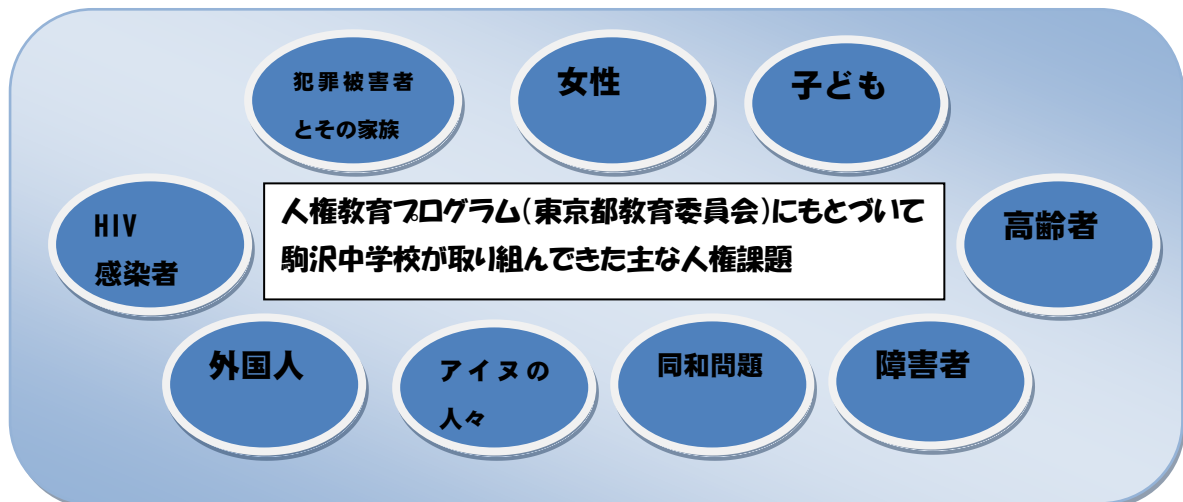 犯罪被害者
とその家族
女性
子ども
HIV
感染者
人権教育プログラム(東京都教育委員会)にもとづいて
駒沢中学校が取り組んできた主な人権課題
高齢者
外国人
アイヌの
人々
同和問題
障害者